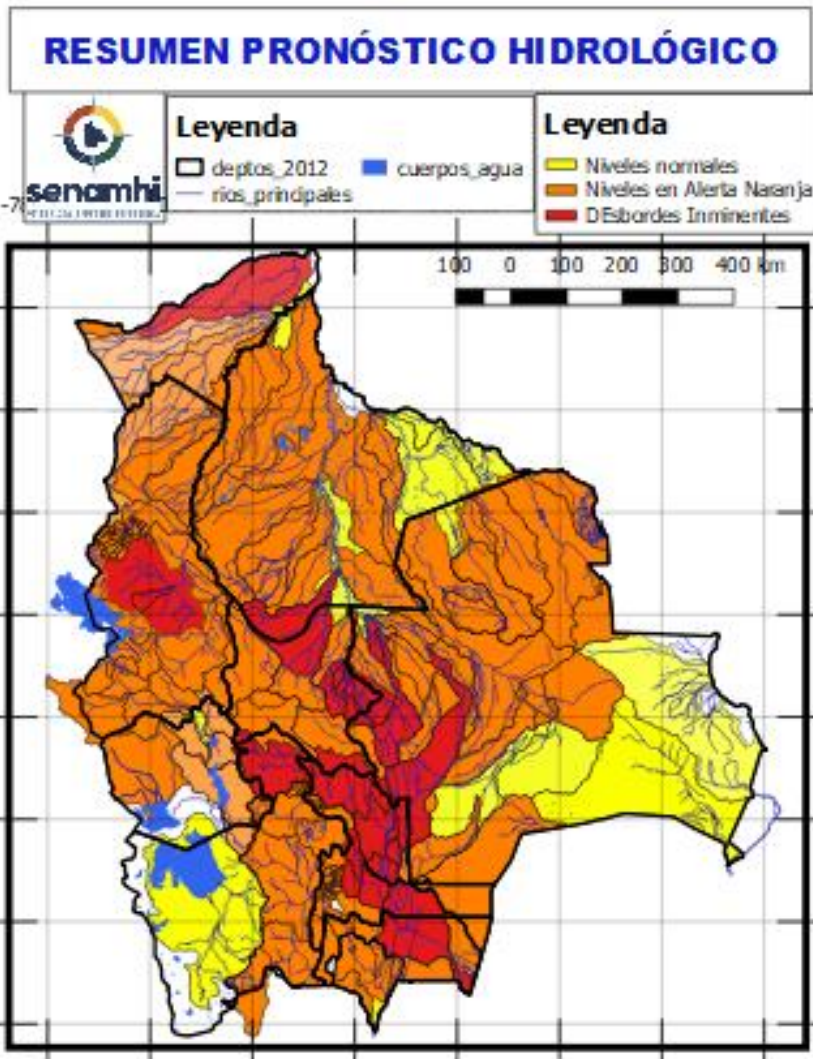 RESUMEN PRONÓSTICO HIDROLÓGICO
senamhi
Leyenda
deptos_2012
cuerpos_agua
rios_principales
Leyenda
Niveles normales
Niveles en Alerta Naranja
DEsbordes Inminentes
100 0 100 200 300 400 km